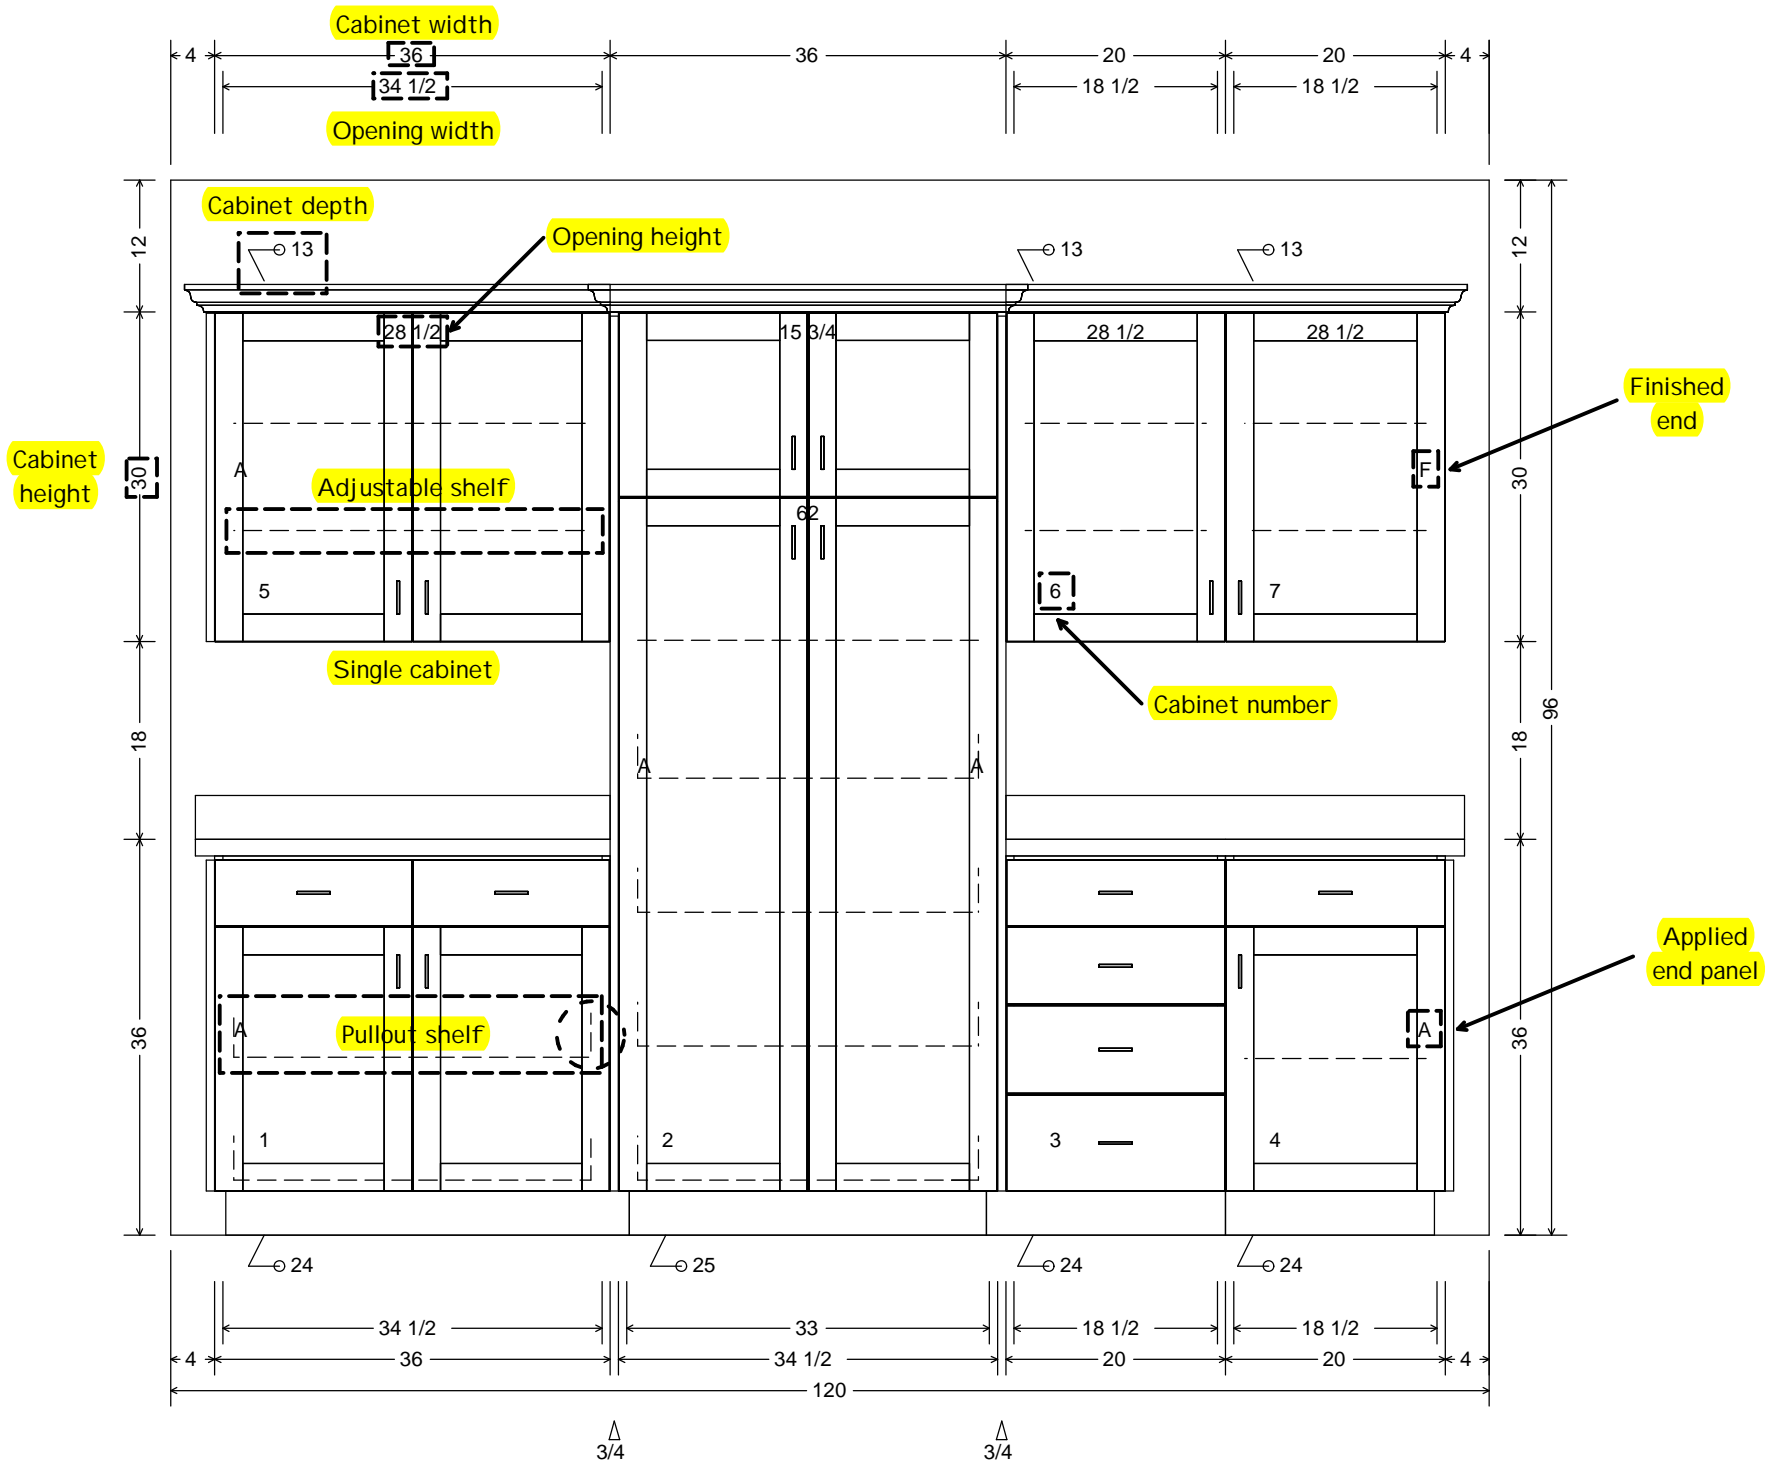 Cabinet width
4 36 36 20 20 4
34 1/2 18 1/2 18 1/2
Opening width
Cabinet depth
Opening height
12 13 13 13 12
28 1/2 15 3/4 28 1/2 28 1/2
Finished
end
Cabinet
height
30 A Adjustable shelf F 30
62
5 6 7
Single cabinet
Cabinet number
96
18 A A 18
Applied
end panel
36 A Pullout shelf A 36
1 2 3 4
24 25 24 24
34 1/2 33 18 1/2 18 1/2
4 36 34 1/2 20 20 4
120
3/4 3/4